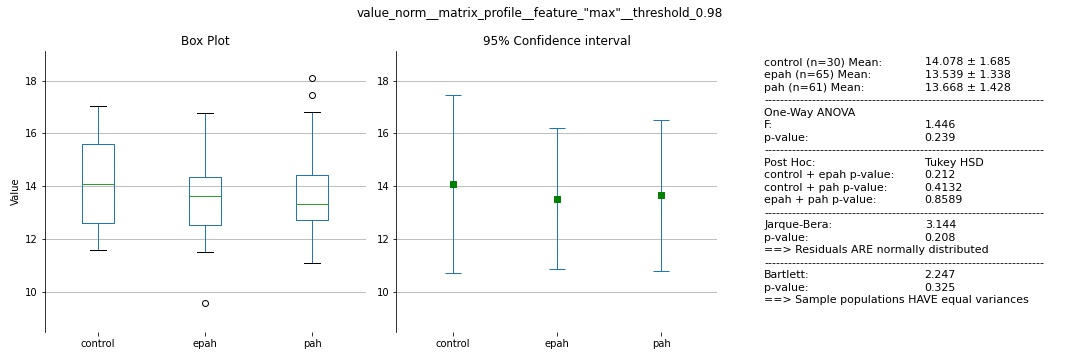 value_norm__matrix_profile__feature_"max"__threshold_0.98
Box Plot
18
16
14
12
10
Value
control epah pah
95% Confidence interval
18
16
14
12
10
control epah pah
control (n=30) Mean: 14.078 ± 1.685
epah (n=65) Mean: 13.539 ± 1.338
pah (n=61) Mean: 13.668 ± 1.428
One-Way ANOVA
F: 1.446
p-value: 0.239
Post Hoc: Tukey HSD
control + epah p-value: 0.212
control + pah p-value: 0.4132
epah + pah p-value: 0.8589
Jarque-Bera: 3.144
p-value: 0.208
==> Residuals ARE normally distributed
Bartlett: 2.247
p-value: 0.325
==> Sample populations HAVE equal variances